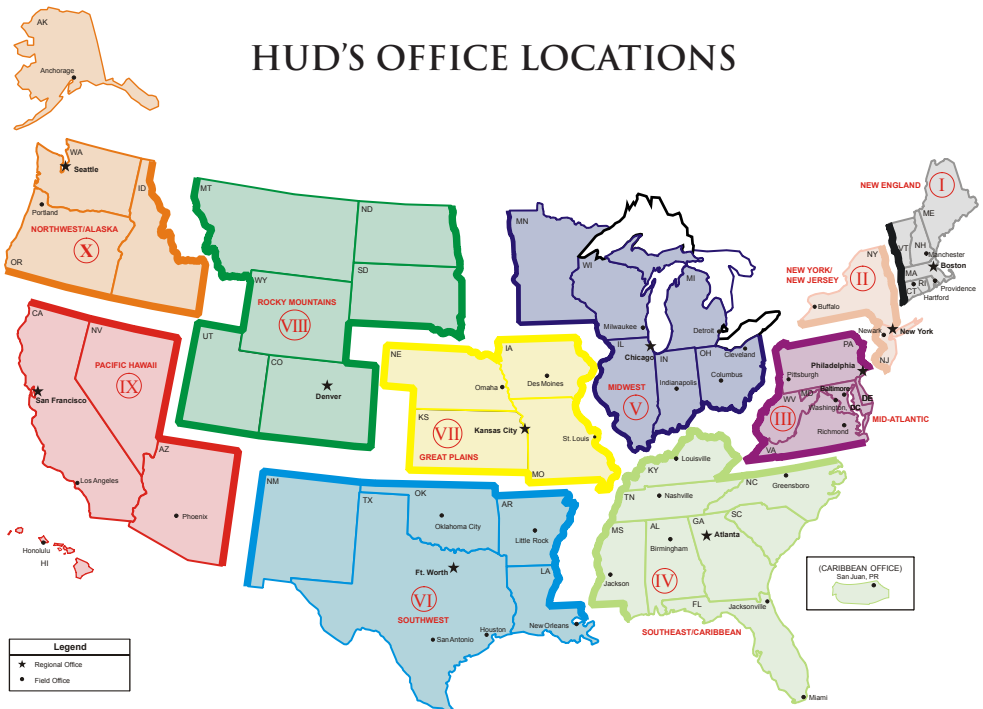 HUD'S OFFICE LOCATIONS
AK
Anchorage
WA
Seattle
ID
Portland
NORTHWEST/ALASKA
X
OR
MT
ND
SD
WY
ROCKY MOUNTAINS
VIII
UT
CO
Denver
CA
NV
PACIFIC HAWAII
IX
San Francisco
AZ
Los Angeles
Phoenix
Honolulu
HI
NE
IA
Omaha
Des Moines
KS
VII
Kansas City
GREAT PLAINS
St. Louis
MO
MN
WI
MI
Milwaukee
Detroit
IL
Chicago
IN
OH
Cleveland
Indianapolis
Columbus
MIDWEST
V
NEW ENGLAND
I
ME
VT
NH
Manchester
Boston
MA
RI
CT
Providence
Hartford
NY
NEW YORK/
NEW JERSEY
II
Buffalo
Newark
New York
NJ
PA
Philadelphia
Pittsburgh
MD
Baltimore
DE
WV
Washington,
DC
III
MID-ATLANTIC
Richmond
VA
NM
TX
OK
Oklahoma City
AR
Little Rock
Ft. Worth
LA
VI
SOUTHWEST
Houston
San Antonio
New Orleans
KY
Louisville
TN
Nashville
NC
Greensboro
MS
AL
GA
SC
Birmingham
Atlanta
Jackson
IV
FL
Jacksonville
SOUTHEAST/CARIBBEAN
Miami
(CARIBBEAN OFFICE)
San Juan, PR
Legend
Regional Office
Field Office